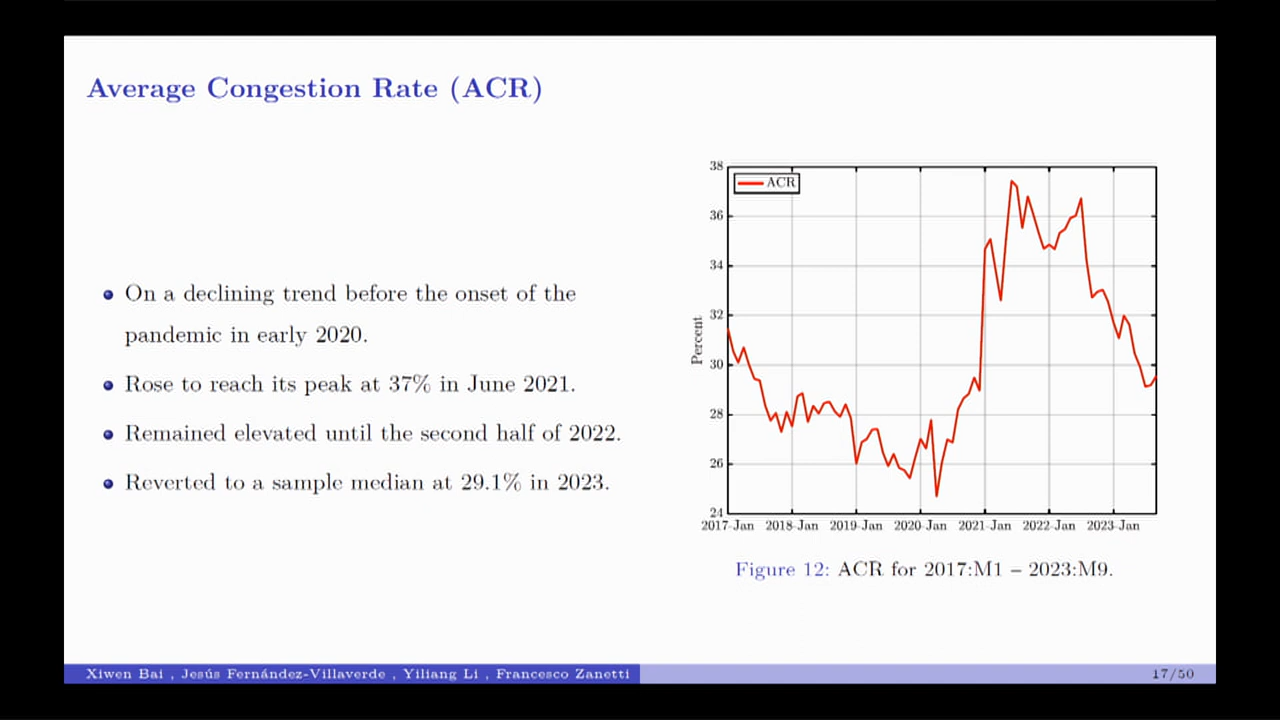 Average Congestion Rate (ACR)
On a declining trend before the onset of the
pandemic in early 2020.
Rose to reach its peak at 37% in June 2021.
Remained elevated until the second half of 2022.
Reverted to a sample median at 29.1% in 2023.
38
ACR
36
34
32
30
28
26
24
Percent
2017-Jan 2018-Jan 2019-Jan 2020-Jan 2021-Jan 2022-Jan 2023-Jan
Figure 12: ACR for 2017:M1 – 2023:M9.
Xiwen Bai , Jesús Fernández-Villaverde , Yiliang Li , Francesco Zanetti
17/50